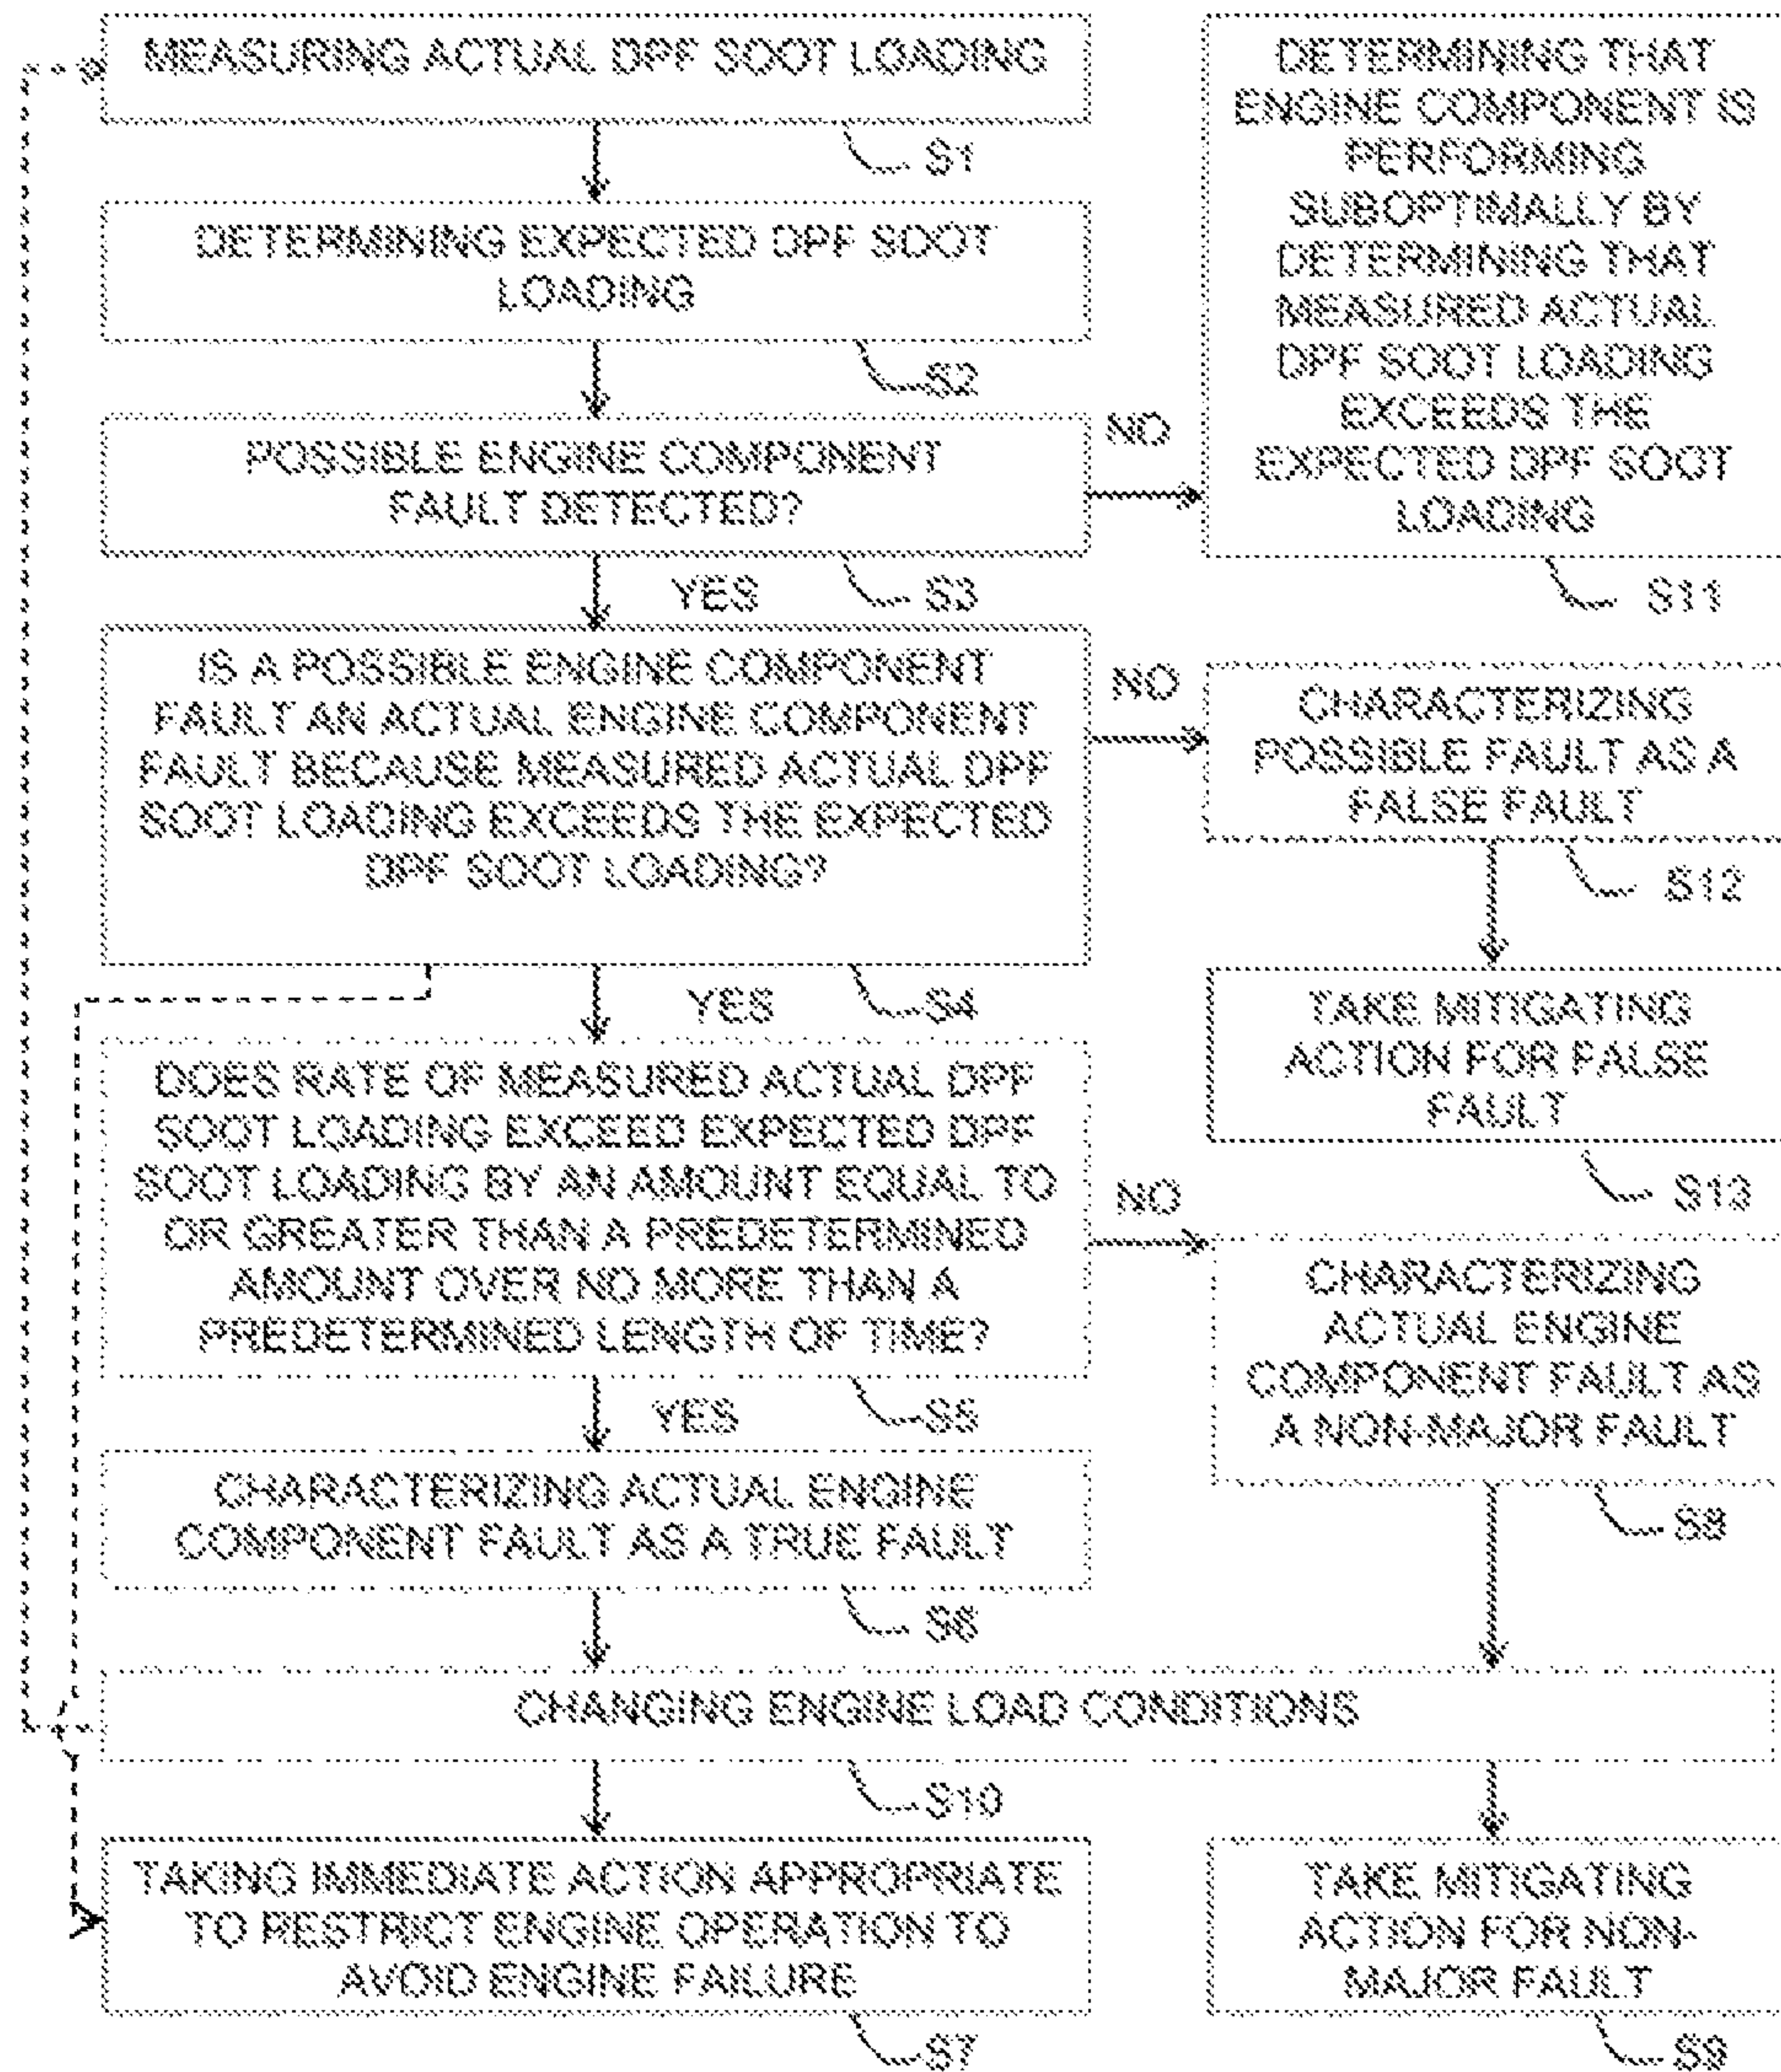 MEASURING ACTUAL DPF SOOT LOADING
S1
DETERMINING EXPECTED DPF SOOT
LOADING
S2
POSSIBLE ENGINE COMPONENT
FAULT DETECTED?
NO
YES
S3
DETERMINING THAT
ENGINE COMPONENT IS
PERFORMING
SUBOPTIMALLY BY
DETERMINING THAT
MEASURED ACTUAL
DPF SOOT LOADING
EXCEEDS THE
EXPECTED DPF SOOT
LOADING
S11
IS A POSSIBLE ENGINE COMPONENT
FAULT AN ACTUAL ENGINE COMPONENT
FAULT BECAUSE MEASURED ACTUAL DPF
SOOT LOADING EXCEEDS THE EXPECTED
DPF SOOT LOADING?
NO
YES
S4
CHARACTERIZING
POSSIBLE FAULT AS A
FALSE FAULT
S12
TAKE MITIGATING
ACTION FOR FALSE
FAULT
S13
DOES RATE OF MEASURED ACTUAL DPF
SOOT LOADING EXCEED EXPECTED DPF
SOOT LOADING BY AN AMOUNT EQUAL TO
OR GREATER THAN A PREDETERMINED
AMOUNT OVER NO MORE THAN A
PREDETERMINED LENGTH OF TIME?
NO
YES
S5
CHARACTERIZING
ACTUAL ENGINE
COMPONENT FAULT AS
A NON-MAJOR FAULT
S8
CHARACTERIZING ACTUAL ENGINE
COMPONENT FAULT AS A TRUE FAULT
S6
CHANGING ENGINE LOAD CONDITIONS
S10
TAKING IMMEDIATE ACTION APPROPRIATE
TO RESTRICT ENGINE OPERATION TO
AVOID ENGINE FAILURE
S7
TAKE MITIGATING
ACTION FOR NON-
MAJOR FAULT
S9